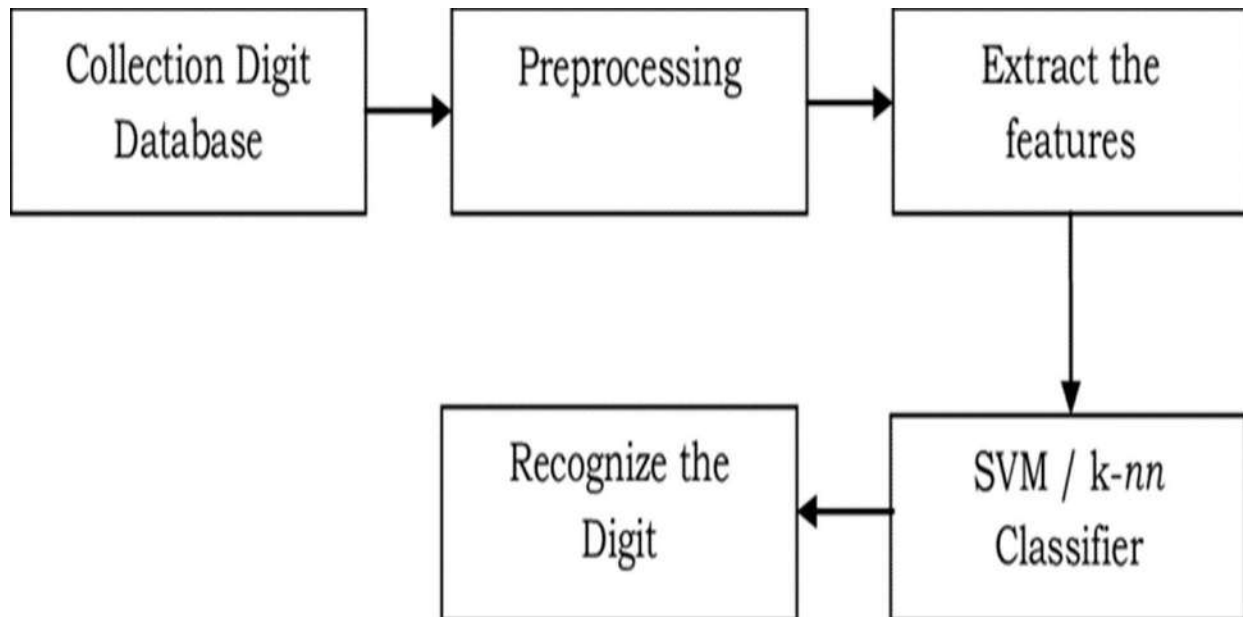 Collection Digit
Database
Preprocessing
Extract the
features
SVM / k-nn
Classifier
Recognize the
Digit